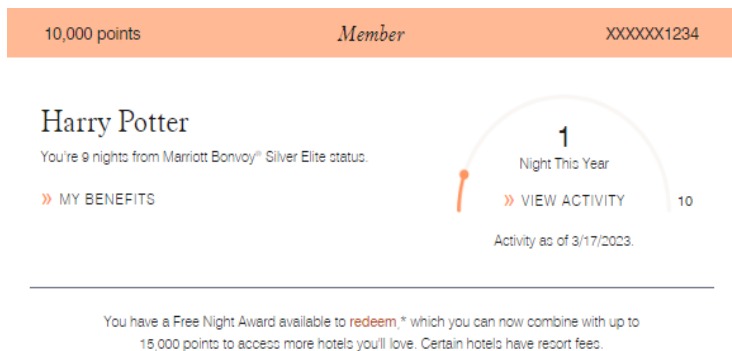 10,000 points Member XXXXXX1234
Harry Potter
You're 9 nights from Marriott Bonvoy® Silver Elite status.
» MY BENEFITS
1
Night This Year
» VIEW ACTIVITY 10
Activity as of 3/17/2023.
You have a Free Night Award available to redeem,* which you can now combine with up to
15,000 points to access more hotels you'll love. Certain hotels have resort fees.